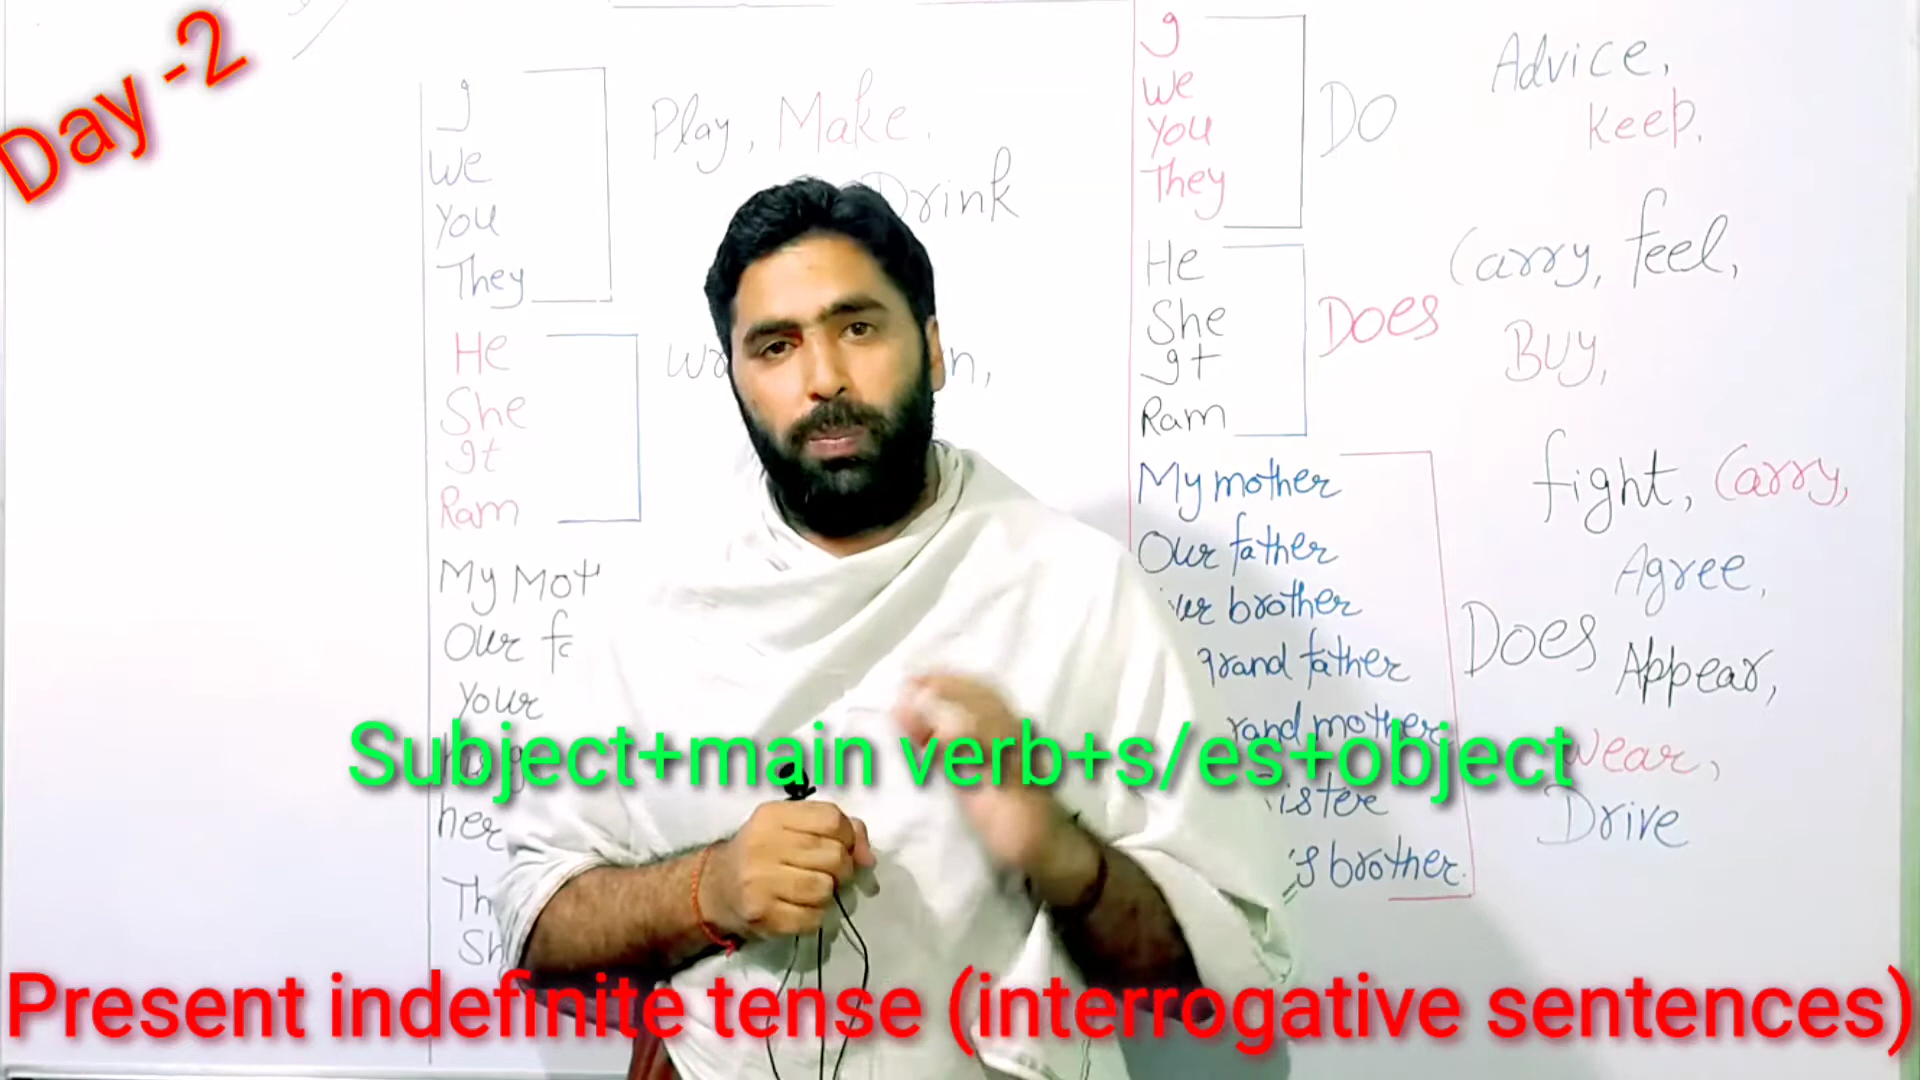 Day -2
I
We
You
They
He
She
It
Ram
My Mot
Our
Your
her
Play, Make.
Drink
I
We
You
They
DO
He
She
It
Ram
Does
My mother
Our father
brother
grand father
mother
brother.
Does
Advice,
Keep.
Carry, feel,
Buy,
fight, Carry,
Agree,
Appear,
wear,
Drive
Subject+main verb+s/es+object
Present indefinite tense (interrogative sentences)